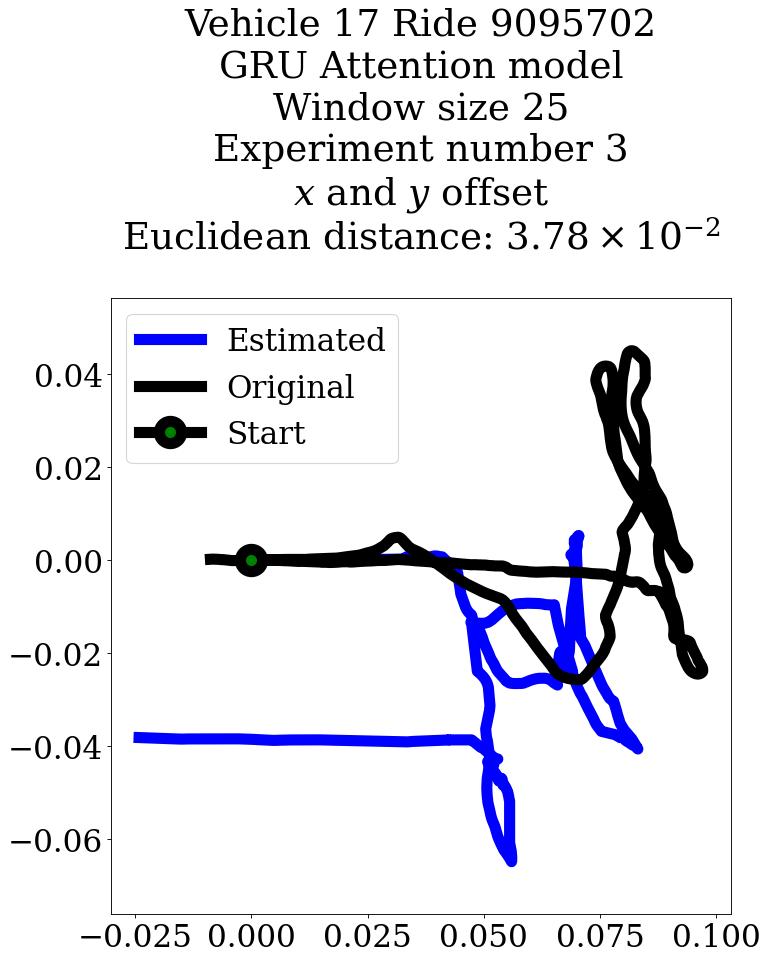 Vehicle 17 Ride 9095702
GRU Attention model
Window size 25
Experiment number 3
x and y offset
Euclidean distance: 3.78 × 10⁻²
Estimated
Original
Start
0.04
0.02
0.00
−0.02
−0.04
−0.06
−0.025 0.000 0.025 0.050 0.075 0.100